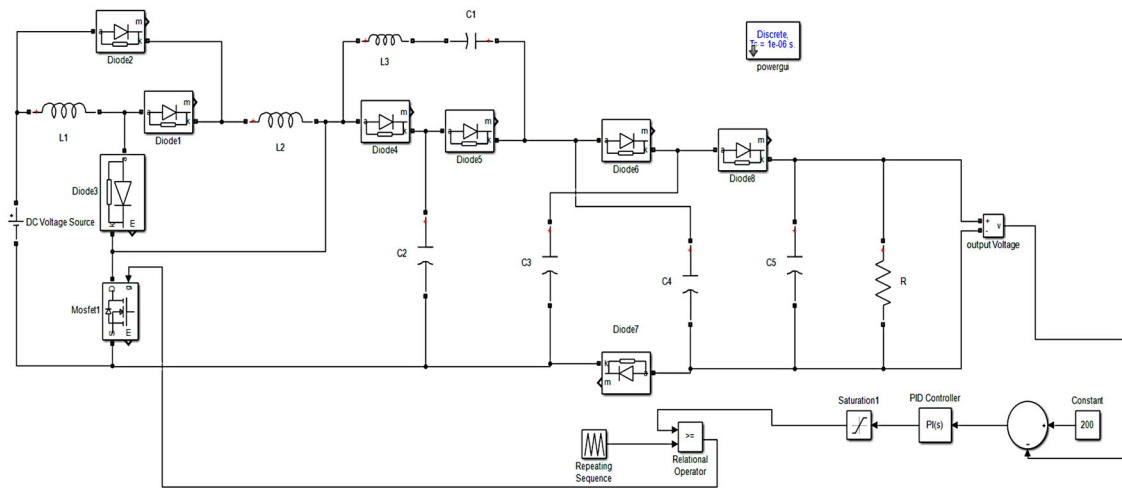 C1
m
a
k
Diode2
Discrete,
Ts = 1e-06 s.
powergui
L3
m
a
k
Diode1
L1
L2
m
a
k
Diode4
m
a
k
Diode5
m
a
k
Diode6
m
a
k
Diode8
Diode3
a
k
m
DC Voltage Source
+
-
v
output Voltage
C2
C3
C4
C5
R
Mosfet1
g
D
S
m
Diode7
k
m
a
Saturation1
PID Controller
Constant
>=
PI(s)
+
-
200
Repeating
Sequence
Relational
Operator